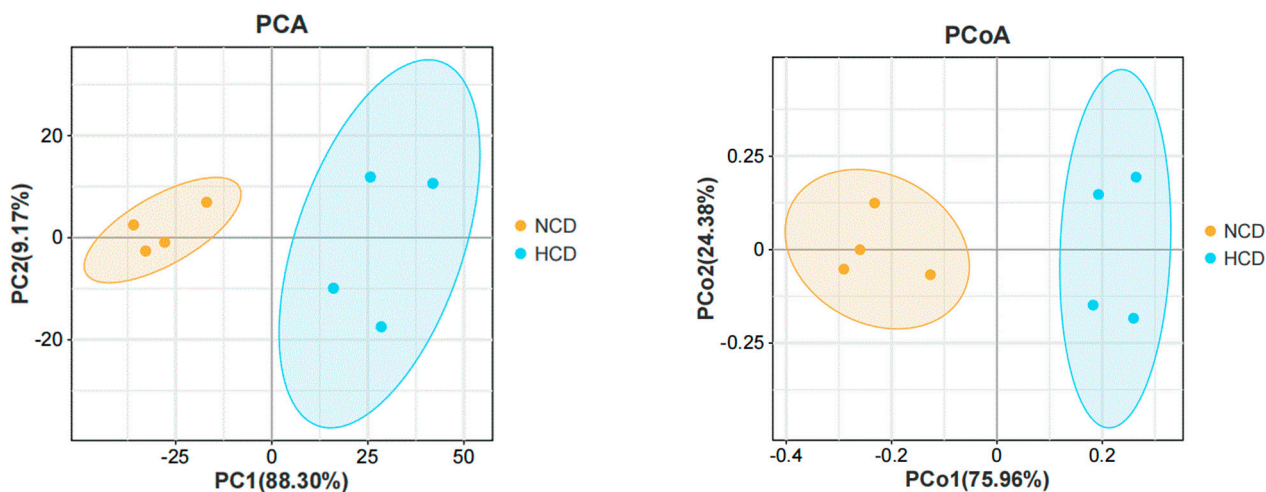 PCA
20
0
-20
PC2(9.17%)
-25
0
25
50
PC1(88.30%)
NCD
HCD
PCoA
0.25
0
-0.25
PCo2(24.38%)
-0.4
-0.2
0
0.2
PCo1(75.96%)
NCD
HCD